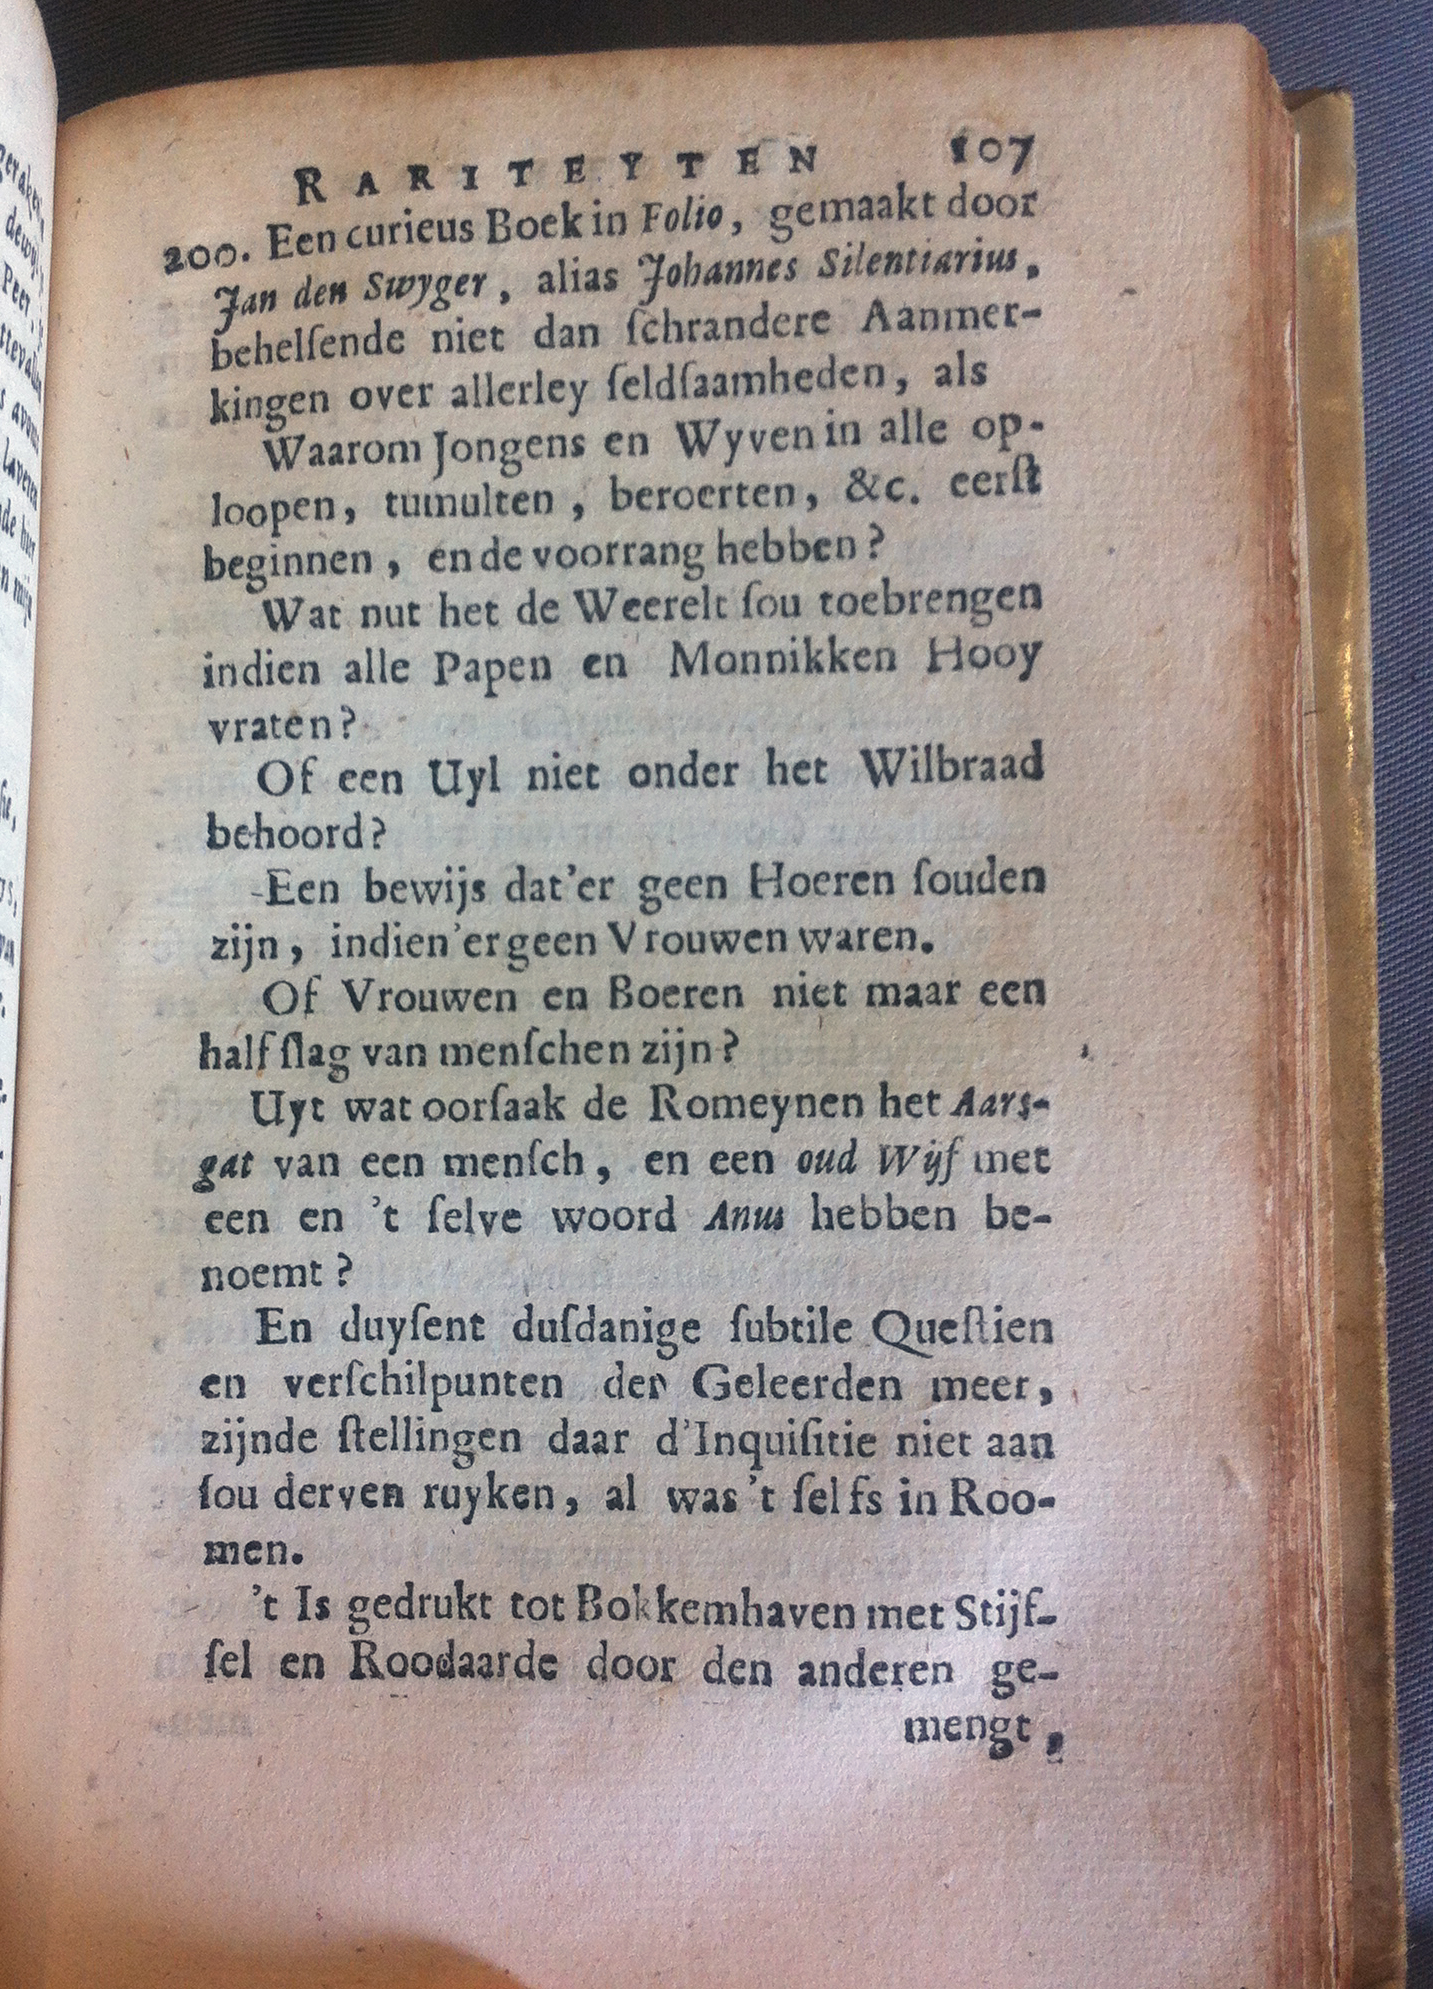 RARITEYTEN 107
200. Een curieus Boek in Folio, gemaakt door
Jan den Swyger, alias Johannes Silentiarius,
behelſende niet dan ſchrandere Aanmer-
kingen over allerley ſeldſaamheden, als
Waarom Jongens en Wyven in alle op-
loopen, tumulten, beroerten, &c. eerſt
beginnen, en de voorrang hebben?
Wat nut het de Weerelt ſou toebrengen
indien alle Papen en Monnikken Hooy
vraten?
Of een Uyl niet onder het Wilbraad
behoord?
Een bewijs dat'er geen Hoeren ſouden
zijn, indien'er geen Vrouwen waren.
Of Vrouwen en Boeren niet maar een
half ſlag van menſchen zijn?
Uyt wat oorſaak de Romeynen het Aars-
gat van een menſch, en een oud Wijf met
een en 't ſelve woord Anus hebben be-
noemt?
En duyſent dusdanige ſubtile Queſtien
en verſchilpunten der Geleerden meer,
zijnde ſtellingen daar d'Inquiſitie niet aan
ſou derven ruyken, al was 't ſelfs in Roo-
men.
't Is gedrukt tot Bokkemhaven met Stijf-
ſel en Roodaarde door den anderen ge-
mengt,